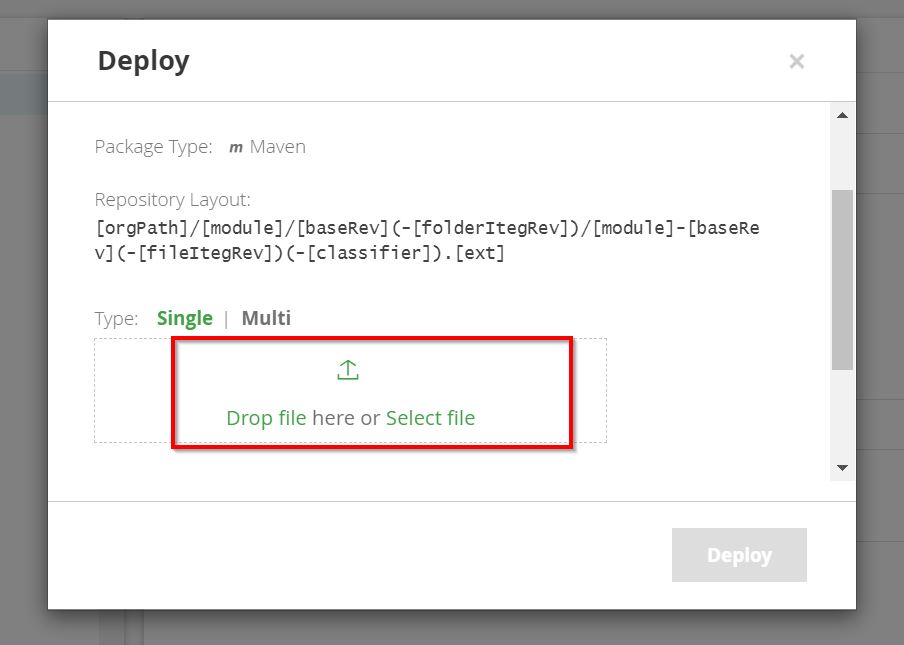 Deploy
×
Package Type: m Maven
Repository Layout:
[orgPath]/[module]/[baseRev](-[folderItegRev])/[module]-[baseRe
v](-[fileItegRev])(-[classifier]).[ext]
Type: Single | Multi
Drop file here or Select file
Deploy